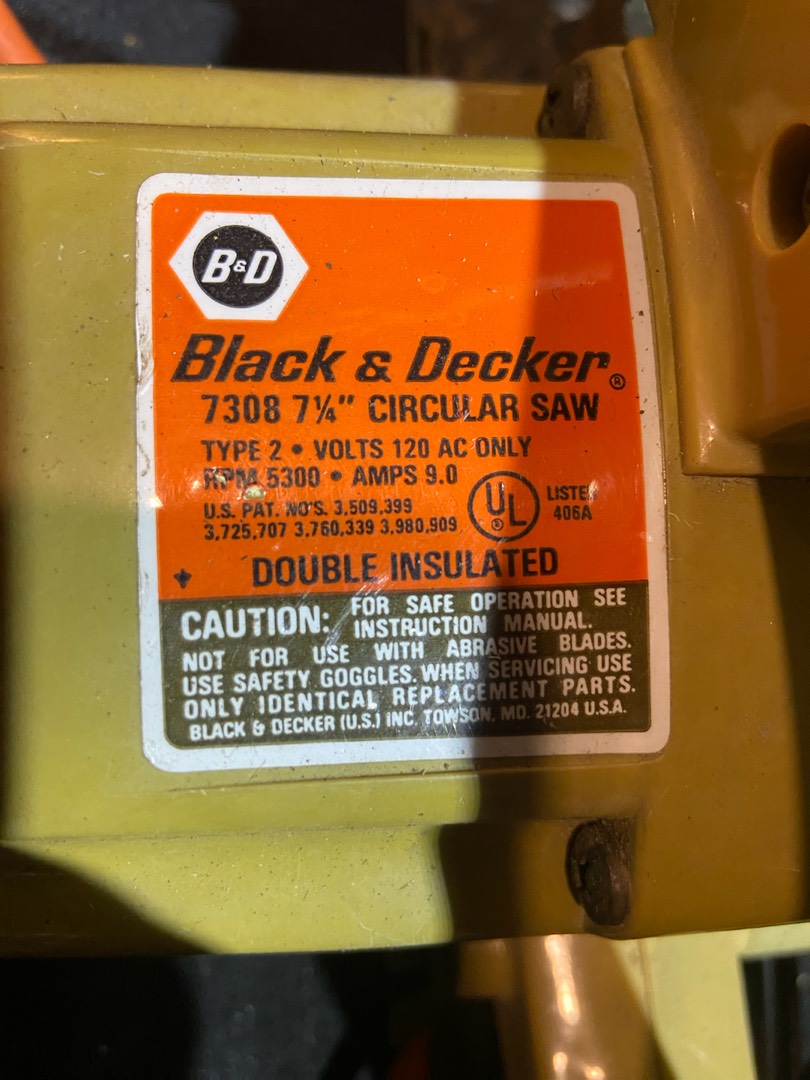 B&D
Black & Decker®
7308 7¼" CIRCULAR SAW
TYPE 2 • VOLTS 120 AC ONLY
RPM 5300 • AMPS 9.0
U.S. PAT. NO'S. 3,509,399
3,725,707 3,760,339 3,980,909
UL®
LISTED
406A
DOUBLE INSULATED
CAUTION: FOR SAFE OPERATION SEE
INSTRUCTION MANUAL.
NOT FOR USE WITH ABRASIVE BLADES.
USE SAFETY GOGGLES. WHEN SERVICING USE
ONLY IDENTICAL REPLACEMENT PARTS.
BLACK & DECKER (U.S.) INC. TOWSON, MD. 21204 U.S.A.